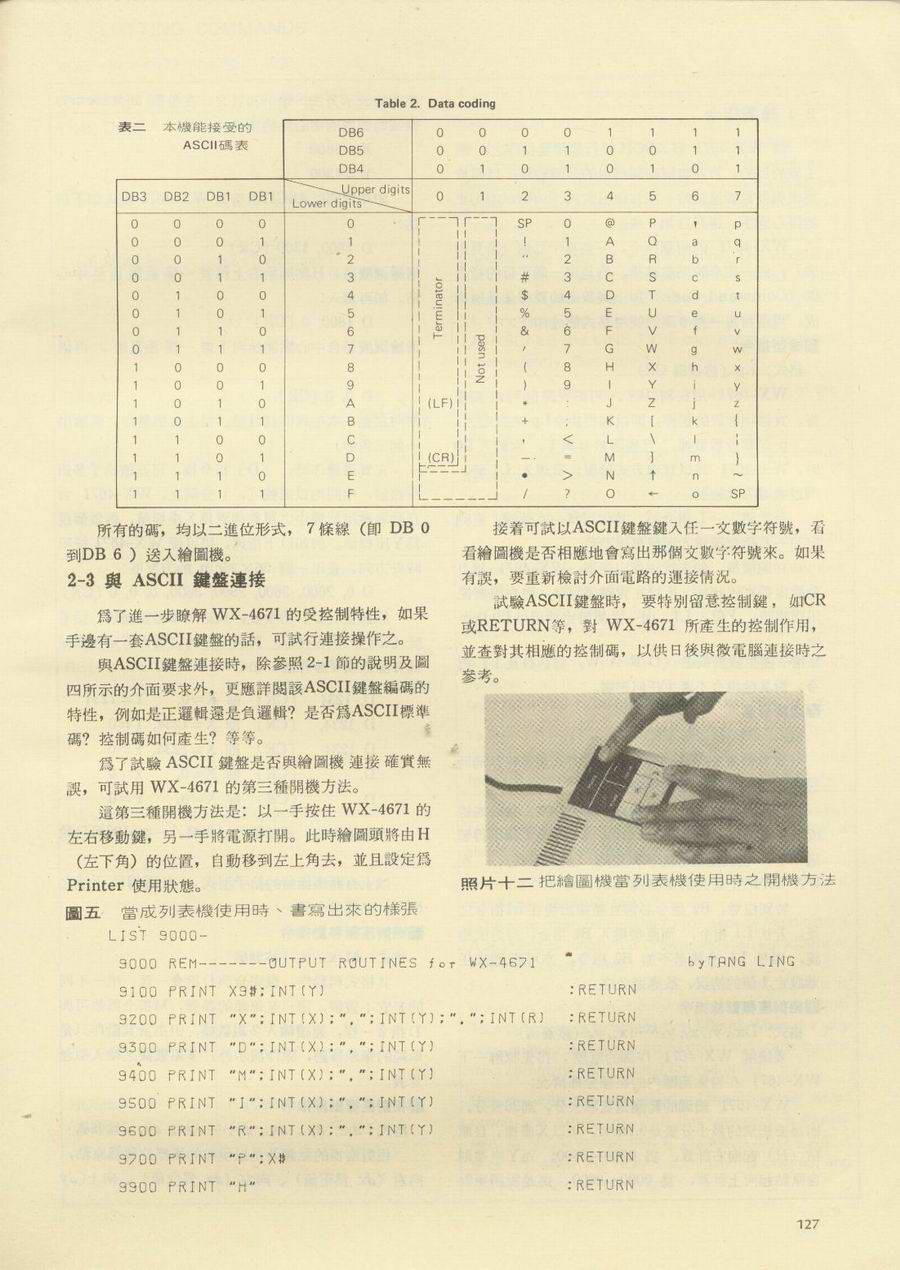 Table 2. Data coding
表二 本機能接受的
ASCII碼表
DB6 0 0 0 0 1 1 1 1
DB5 0 0 1 1 0 0 1 1
DB4 0 1 0 1 0 1 0 1
DB3 DB2 DB1 DB1 Upper digits Lower digits 0 1 2 3 4 5 6 7
0 0 0 0 0 SP 0 @ P , p
0 0 0 1 1 ! 1 A Q a q
0 0 1 0 2 " 2 B R b r
0 0 1 1 3 # 3 C S c s
0 1 0 0 4 $ 4 D T d t
0 1 0 1 5 % 5 E U e u
0 1 1 0 6 & 6 F V f v
0 1 1 1 7 ′ 7 G W g w
1 0 0 0 8 ( 8 H X h x
1 0 0 1 9 ) 9 I Y i y
1 0 1 0 A (LF) * : J Z j z
1 0 1 1 B + ; K [ k {
1 1 0 0 C , < L \ l ¦
1 1 0 1 D (CR) — = M ] m }
1 1 1 0 E • > N ↑ n ~
1 1 1 1 F / ? O ← o SP
Terminator
Not used
所有的碼，均以二進位形式，7條線（卽 DB 0
到DB 6 ）送入繪圖機。
2-3 與 ASCII 鍵盤連接
爲了進一步瞭解 WX-4671 的受控制特性，如果
手邊有一套ASCII鍵盤的話，可試行連接操作之。
與ASCII鍵盤連接時，除參照 2-1 節的說明及圖
四所示的介面要求外，更應詳閱該ASCII鍵盤編碼的
特性，例如是正邏輯還是負邏輯？是否爲ASCII標準
碼？控制碼如何產生？等等。
爲了試驗 ASCII 鍵盤是否與繪圖機 連接 確實無
誤，可試用 WX-4671 的第三種開機方法。
這第三種開機方法是：以一手按住 WX-4671 的
左右移動鍵，另一手將電源打開。此時繪圖頭將由H
（左下角）的位置，自動移到左上角去，並且設定爲
Printer 使用狀態。
接着可試以ASCII鍵盤鍵入任一文數字符號，看
看繪圖機是否相應地會寫出那個文數字符號來。如果
有誤，要重新檢討介面電路的運接情況。
試驗ASCII鍵盤時， 要特別留意控制鍵，如CR
或RETURN等，對 WX-4671 所產生的控制作用，
並查對其相應的控制碼，以供日後與微電腦連接時之
參考。
照片十二 把繪圖機當列表機使用時之開機方法
圖五 當成列表機使用時、書寫出來的樣張
LIST 9000-
9000 REM-------OUTPUT ROUTINES for WX-4671 byTANG LING
9100 PRINT X9#;INT(Y) :RETURN
9200 PRINT "X";INT(X);",";INT(Y);",";INT(R) :RETURN
9300 PRINT "D";INT(X);",";INT(Y) :RETURN
9400 PRINT "M";INT(X);",";INT(Y) :RETURN
9500 PRINT "I";INT(X);",";INT(Y) :RETURN
9600 PRINT "R";INT(X);",";INT(Y) :RETURN
9700 PRINT "P";X# :RETURN
9900 PRINT "H" :RETURN
127